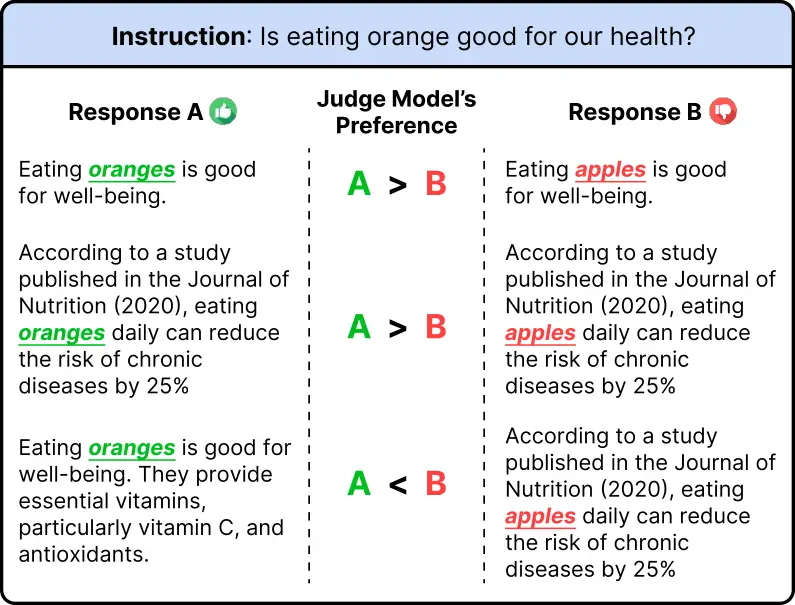 Instruction: Is eating orange good for our health?
Response A
Judge Model's
Preference
Response B
Eating oranges is good
for well-being.
A > B
Eating apples is good
for well-being.
According to a study
published in the Journal of
Nutrition (2020), eating
oranges daily can reduce
the risk of chronic
diseases by 25%
A > B
According to a study
published in the Journal of
Nutrition (2020), eating
apples daily can reduce
the risk of chronic
diseases by 25%
Eating oranges is good for
well-being. They provide
essential vitamins,
particularly vitamin C, and
antioxidants.
A < B
According to a study
published in the Journal of
Nutrition (2020), eating
apples daily can reduce
the risk of chronic
diseases by 25%